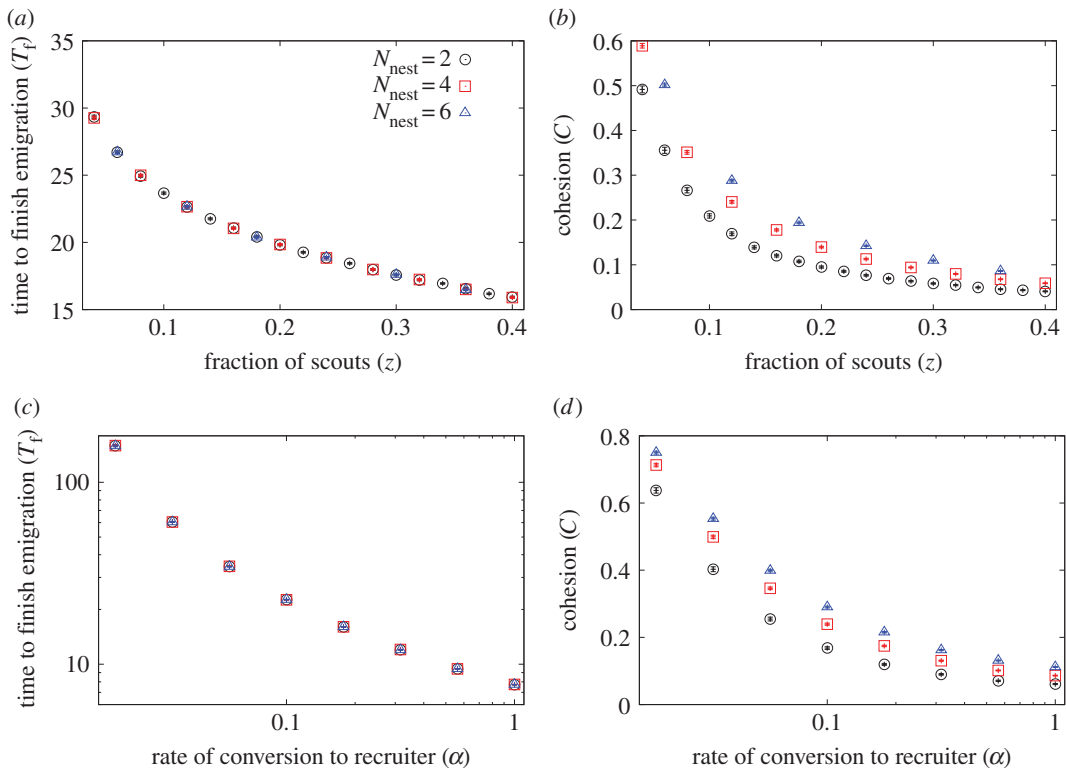 (a)
time to finish emigration (T_f)
35
30
25
20
15
N_nest = 2
N_nest = 4
N_nest = 6
0.1 0.2 0.3 0.4
fraction of scouts (z)
(b)
cohesion (C)
0.6
0.5
0.4
0.3
0.2
0.1
0
0.1 0.2 0.3 0.4
fraction of scouts (z)
(c)
time to finish emigration (T_f)
100
10
0.1 1
rate of conversion to recruiter (α)
(d)
cohesion (C)
0.8
0.6
0.4
0.2
0
0.1 1
rate of conversion to recruiter (α)